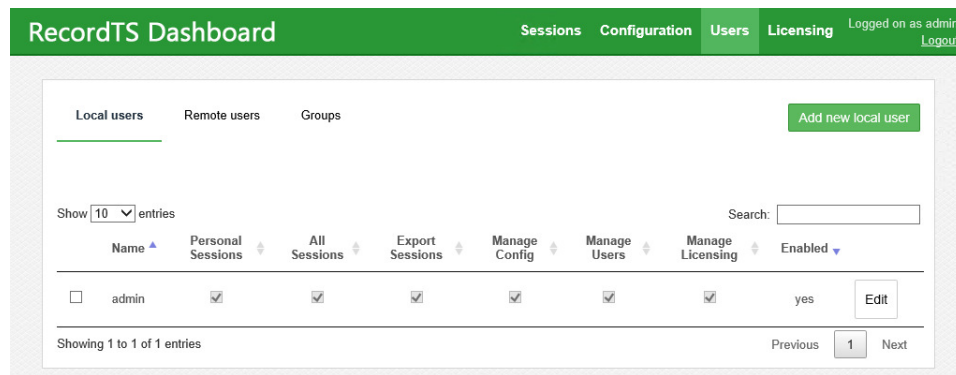 RecordTS Dashboard
Sessions Configuration Users Licensing
Logged on as admin
Logout
Local users Remote users Groups
Add new local user
Show 10 entries
Search:
Name Personal Sessions All Sessions Export Sessions Manage Config Manage Users Manage Licensing Enabled
admin yes Edit
Showing 1 to 1 of 1 entries
Previous 1 Next